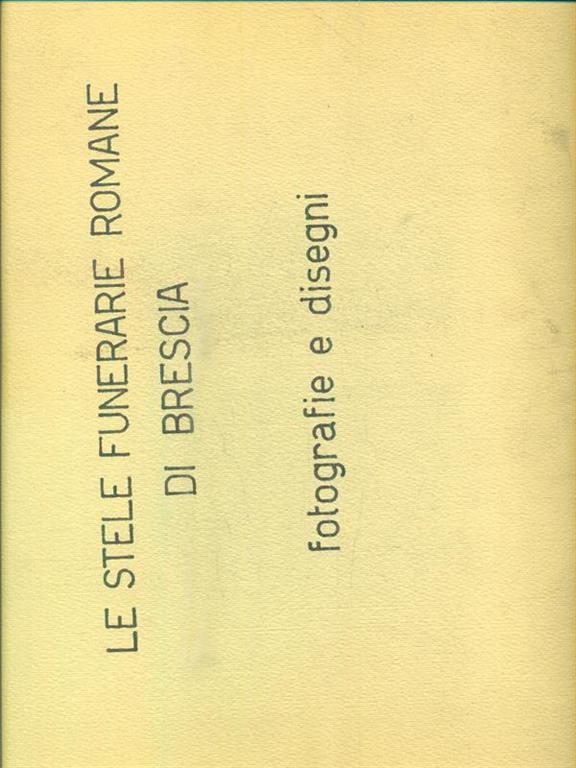 LE STELE FUNERARIE ROMANE
DI BRESCIA
fotografie e disegni